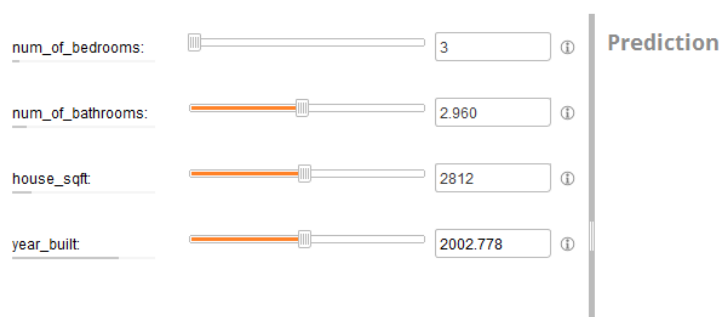 num_of_bedrooms:
3
Prediction
num_of_bathrooms:
2.960
house_sqft:
2812
year_built:
2002.778